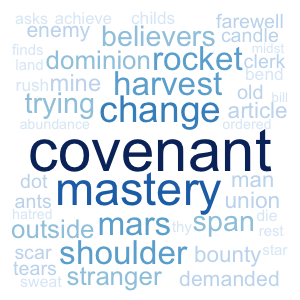 asks achieve childs farewell
enemy believers candle
finds dominion rocket midst
land mine harvest clerk
rush trying change old bend
abundance article bill
ordered
covenant
dot mastery man
ants union
hatred mars thy span die
outside rest
scar shoulder bounty star
tears stranger demanded
sweat